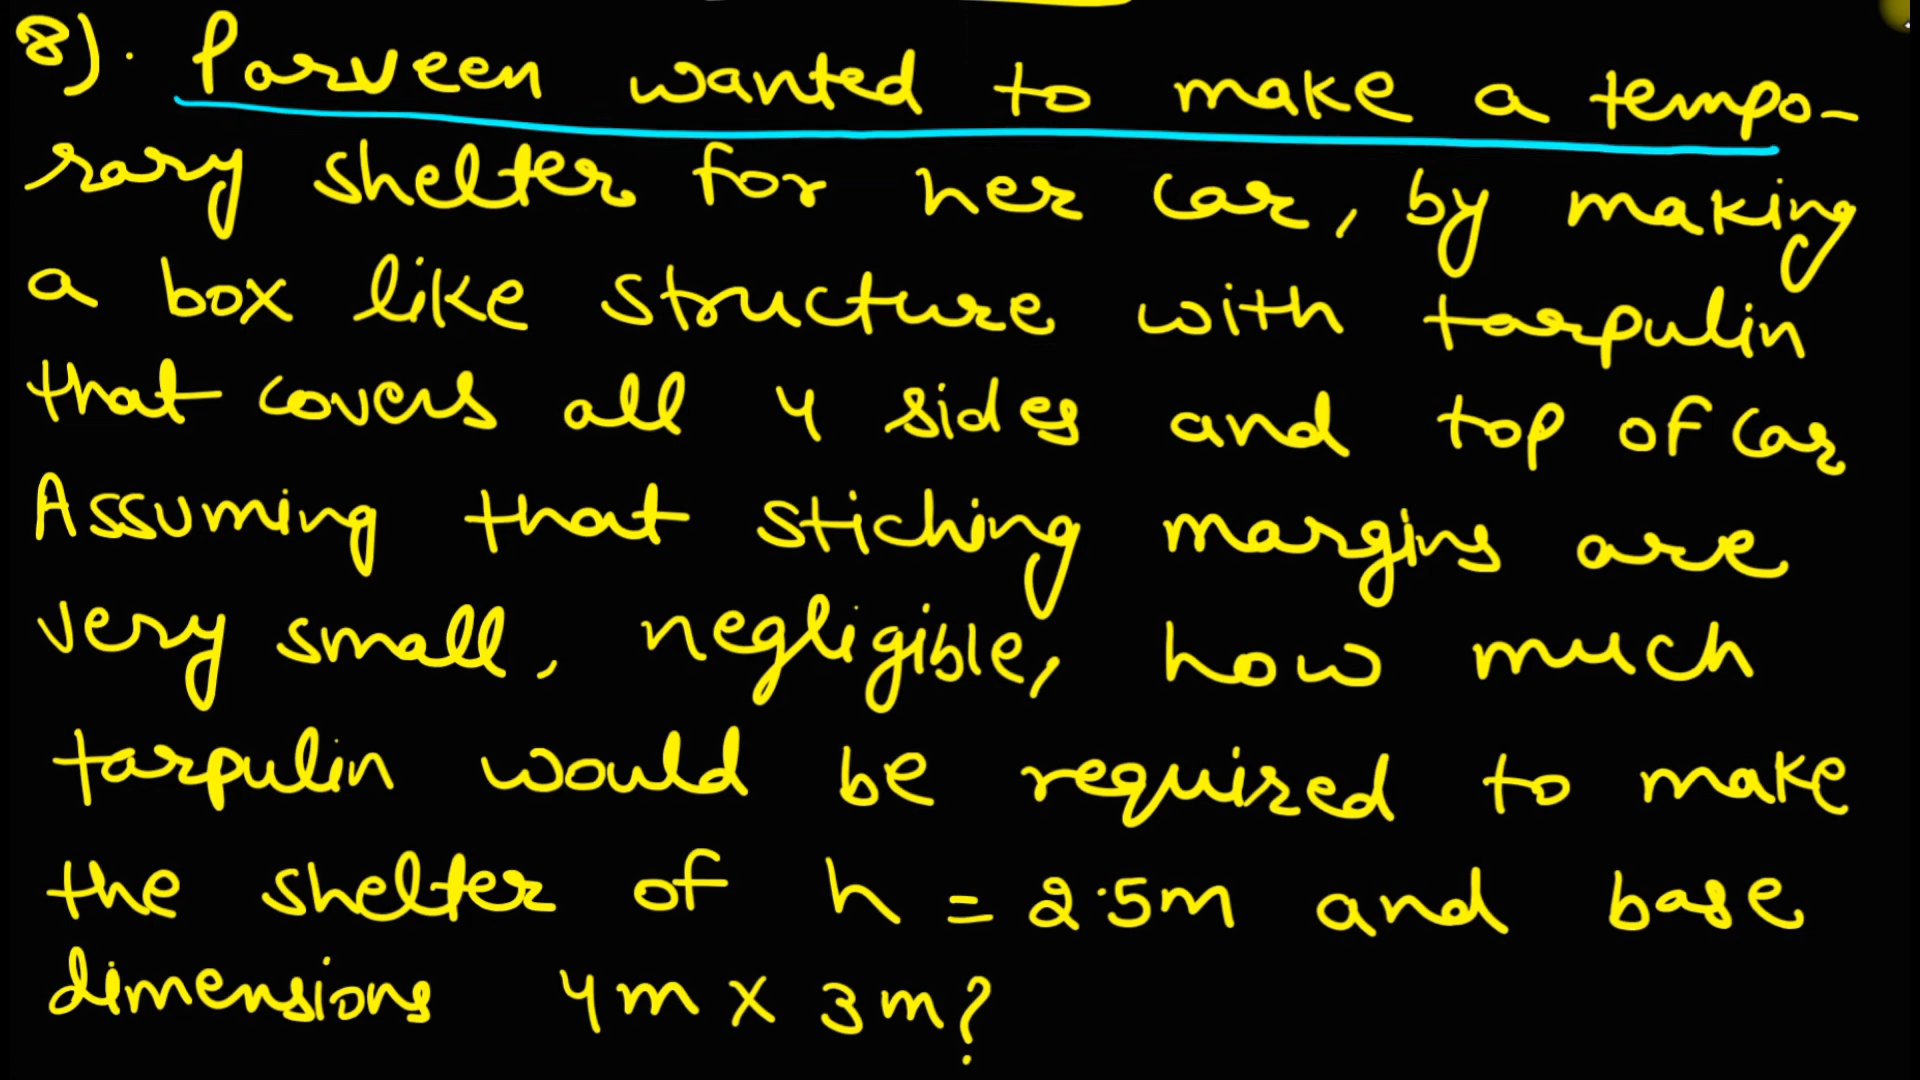 8). Parveen wanted to make a tempo-
rary shelter for her car, by making
a box like structure with tarpulin
that covers all 4 sides and top of car
Assuming that stiching margins are
very small, negligible, how much
tarpulin would be required to make
the shelter of h = 2.5m and base
dimensions 4m x 3m?